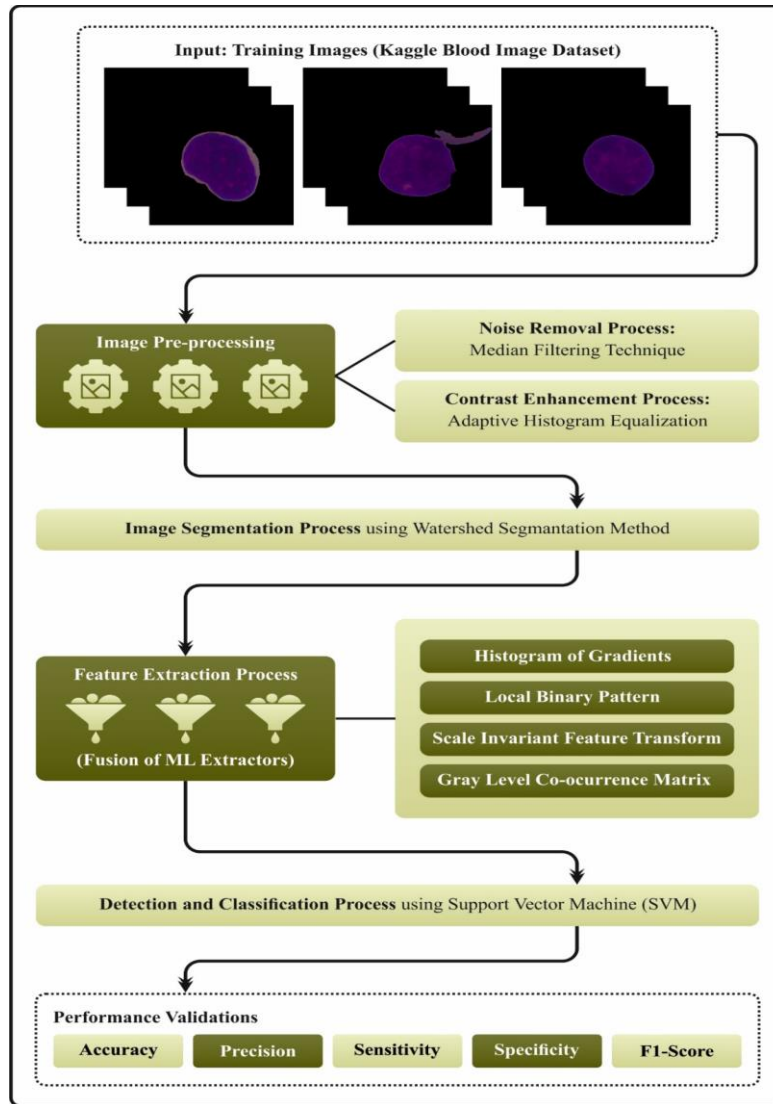 Input: Training Images (Kaggle Blood Image Dataset)
Image Pre-processing
Noise Removal Process:
Median Filtering Technique
Contrast Enhancement Process:
Adaptive Histogram Equalization
Image Segmentation Process using Watershed Segmantation Method
Feature Extraction Process
(Fusion of ML Extractors)
Histogram of Gradients
Local Binary Pattern
Scale Invariant Feature Transform
Gray Level Co-ocurrence Matrix
Detection and Classification Process using Support Vector Machine (SVM)
Performance Validations
Accuracy Precision Sensitivity Specificity F1-Score